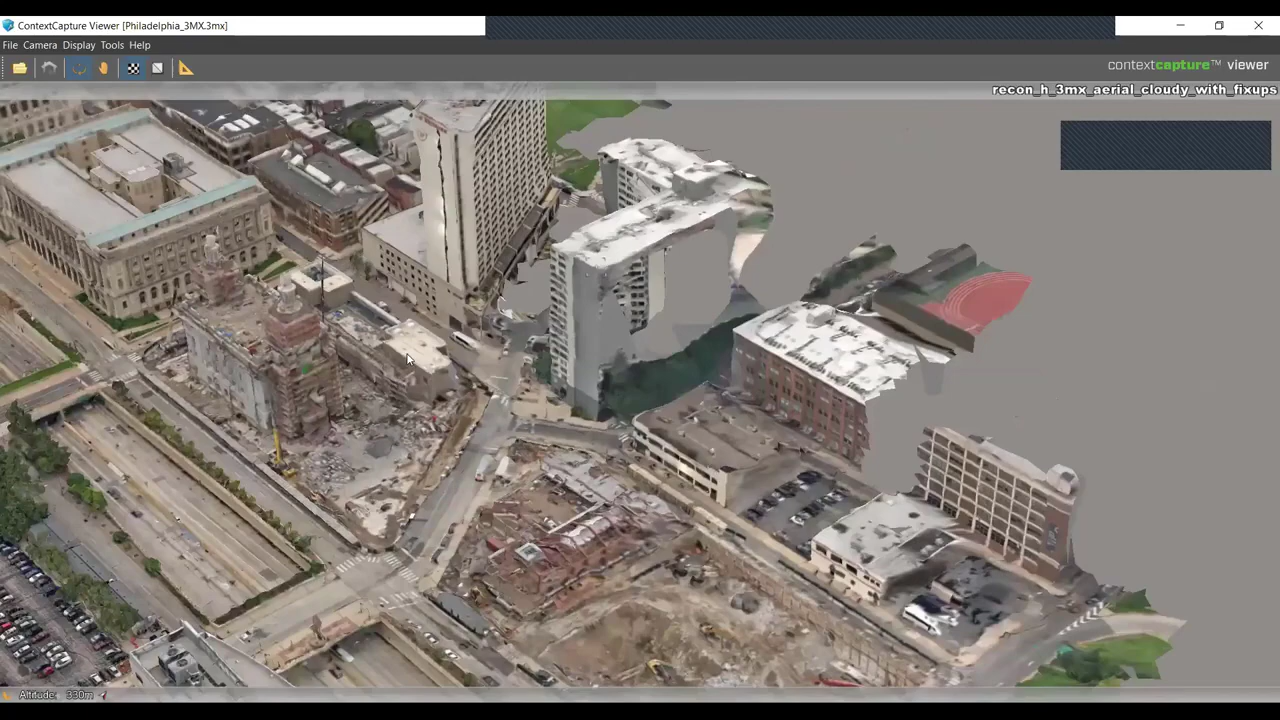 ContextCapture Viewer [Philadelphia_3MX.3mx]
File Camera Display Tools Help
contextcapture™ viewer
recon_h_3mx_aerial_cloudy_with_fixups
Altitude: 330m